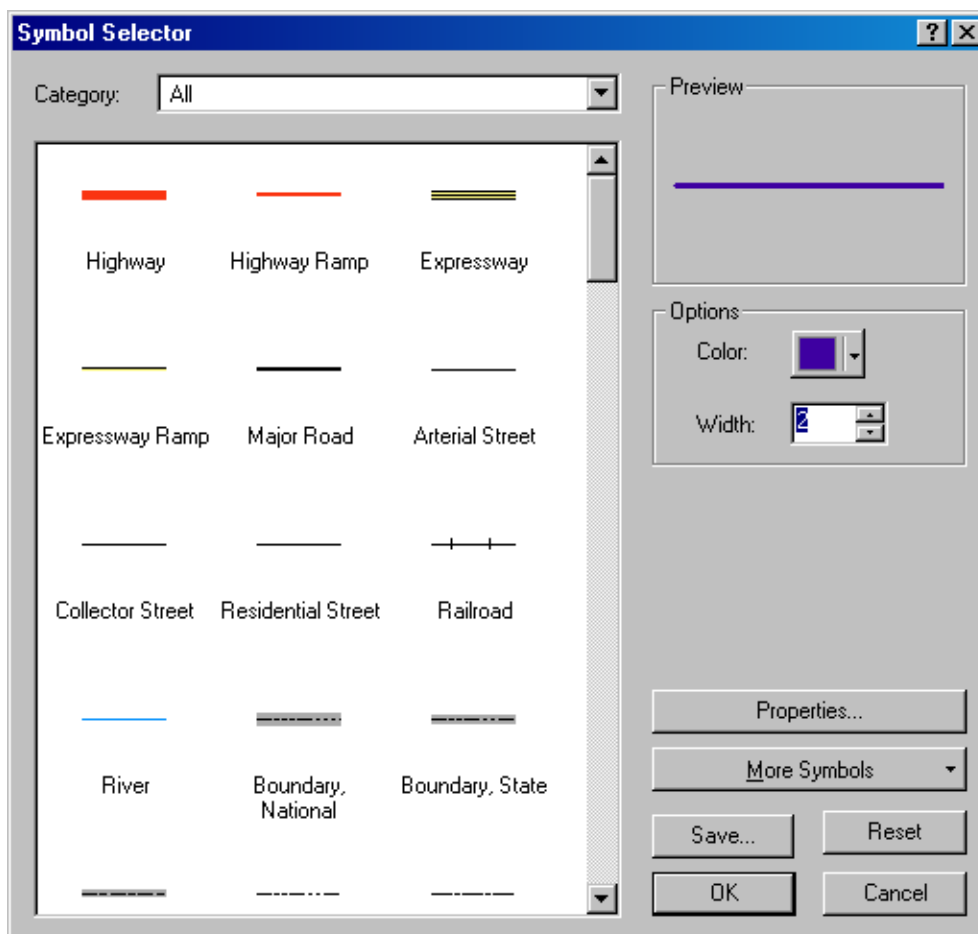 Symbol Selector
Category: All
Highway Highway Ramp Expressway
Expressway Ramp Major Road Arterial Street
Collector Street Residential Street Railroad
River Boundary, National Boundary, State
Preview
Options
Color:
Width: 2
Properties...
More Symbols
Save... Reset
OK Cancel